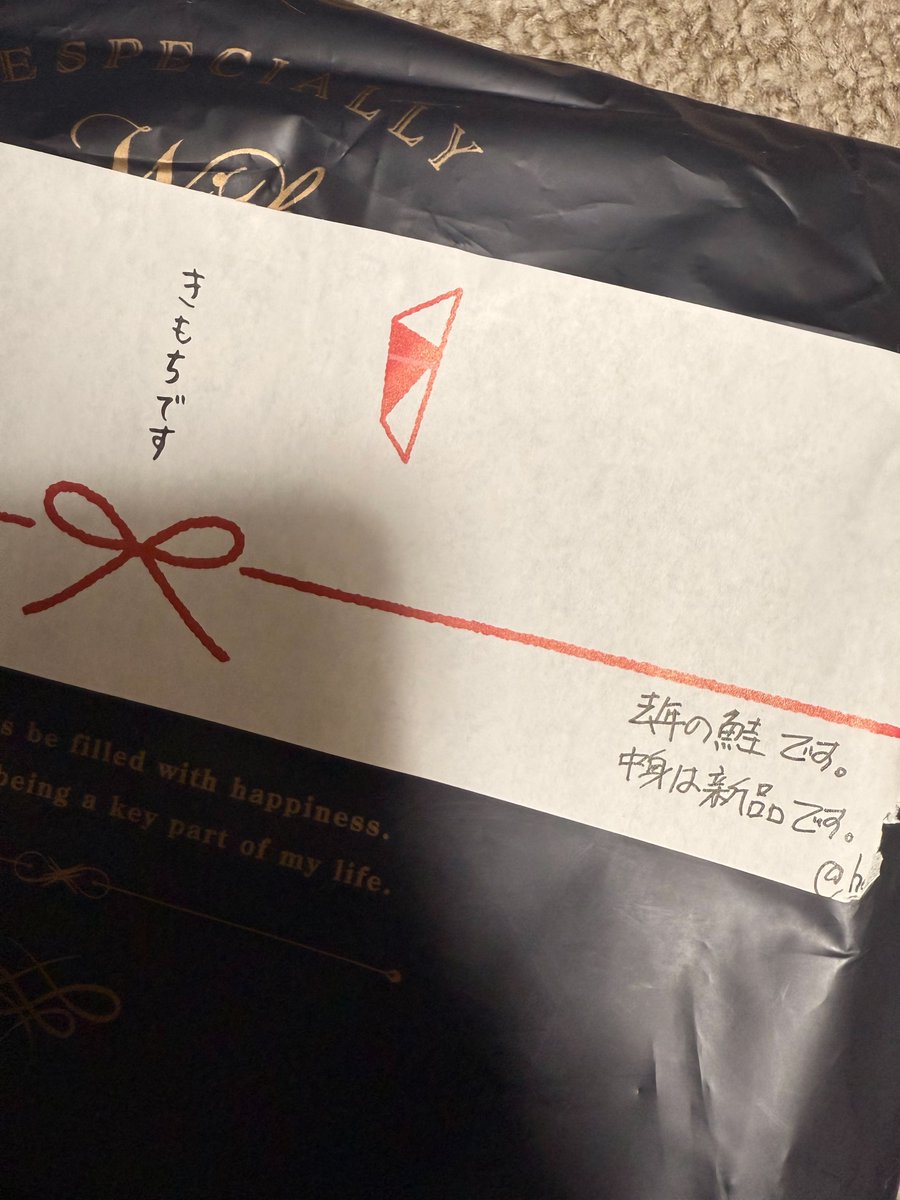 ESPECIALLY
きもちです
去年の鮭です。
中身は新品です。
@h
be filled with happiness.
being a key part of my life.